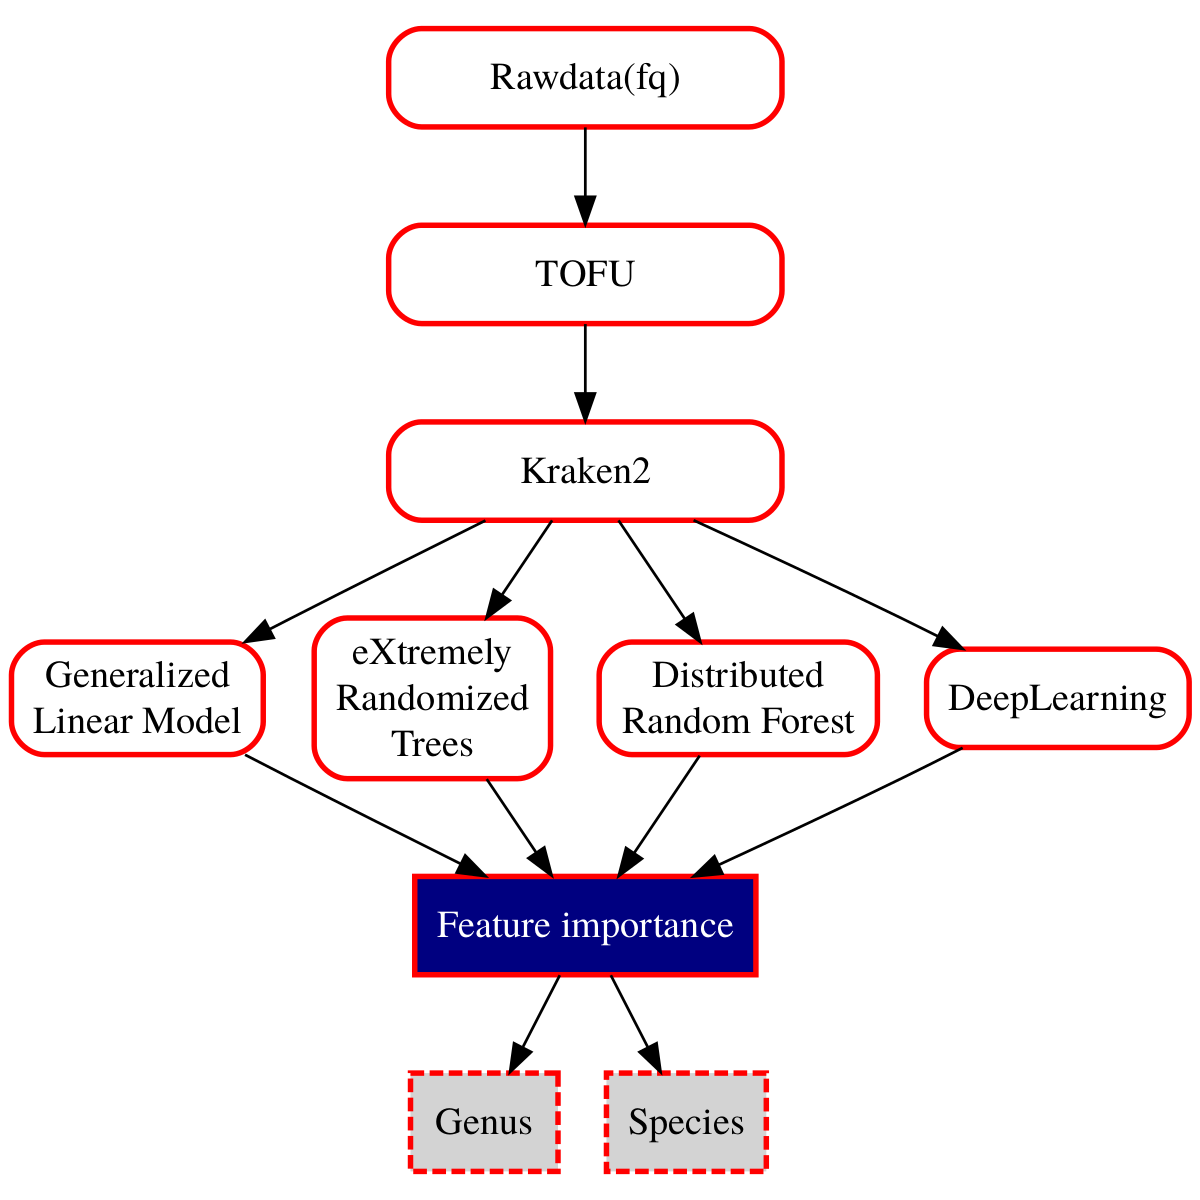 Rawdata(fq)
TOFU
Kraken2
Generalized
Linear Model
eXtremely
Randomized
Trees
Distributed
Random Forest
DeepLearning
Feature importance
Genus
Species